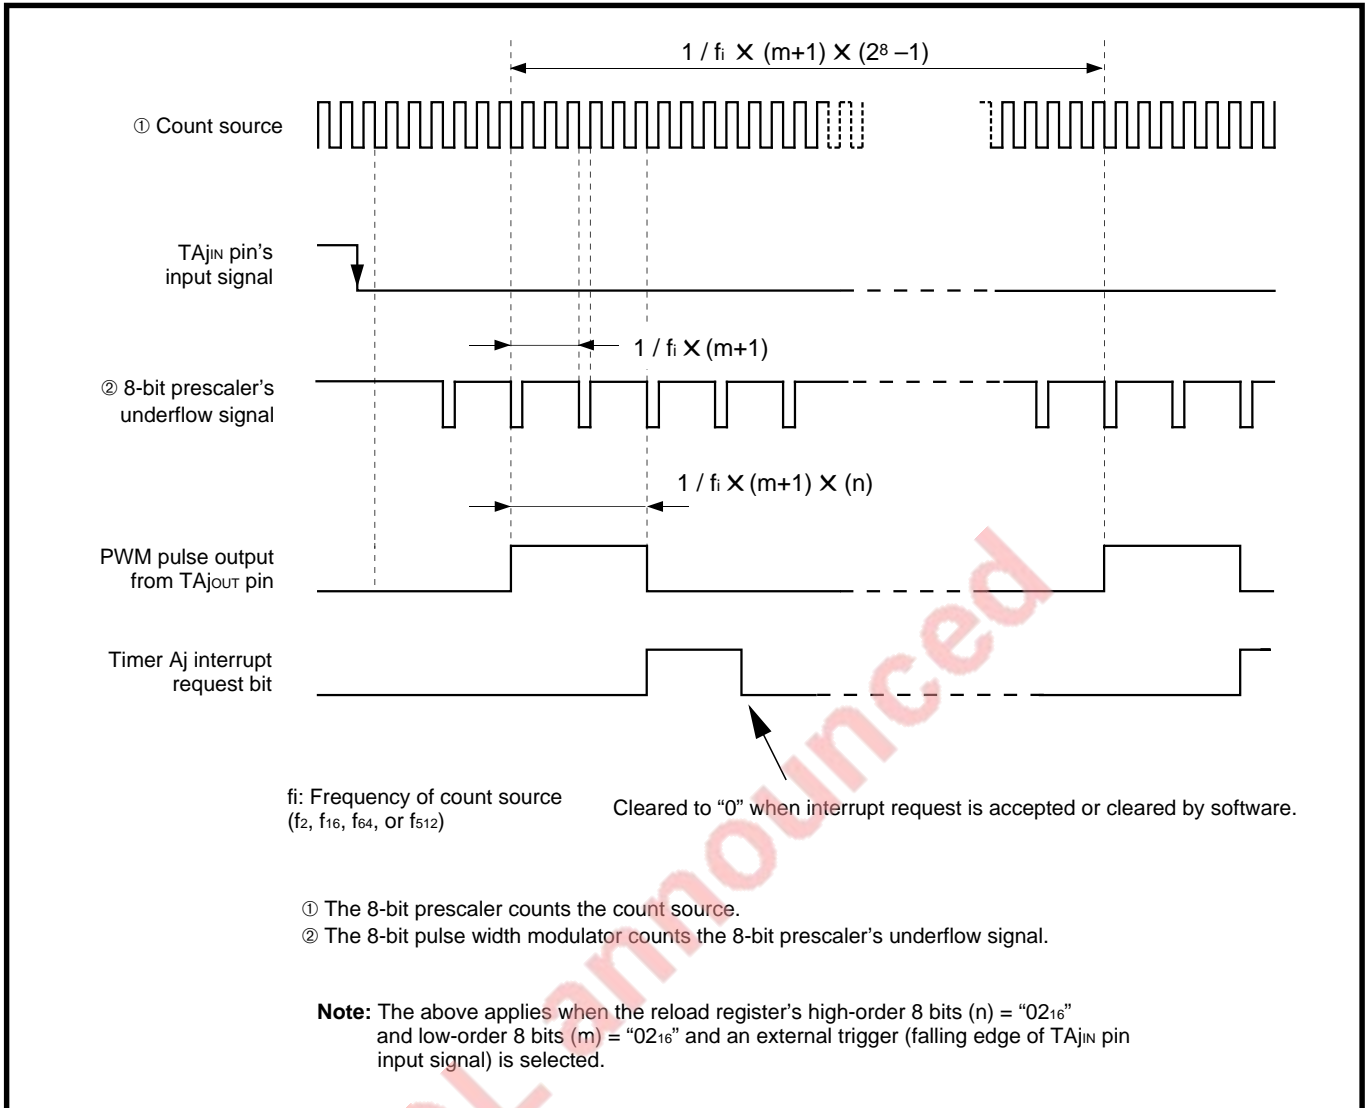 1 / fi × (m+1) × (2⁸ –1)
① Count source
TAjIN pin's
input signal
1 / fi × (m+1)
② 8-bit prescaler's
underflow signal
1 / fi × (m+1) × (n)
PWM pulse output
from TAjOUT pin
Timer Aj interrupt
request bit
fi: Frequency of count source
(f2, f16, f64, or f512)
Cleared to “0” when interrupt request is accepted or cleared by software.
① The 8-bit prescaler counts the count source.
② The 8-bit pulse width modulator counts the 8-bit prescaler's underflow signal.
Note: The above applies when the reload register's high-order 8 bits (n) = “0216”
and low-order 8 bits (m) = “0216” and an external trigger (falling edge of TAjIN pin
input signal) is selected.
announced